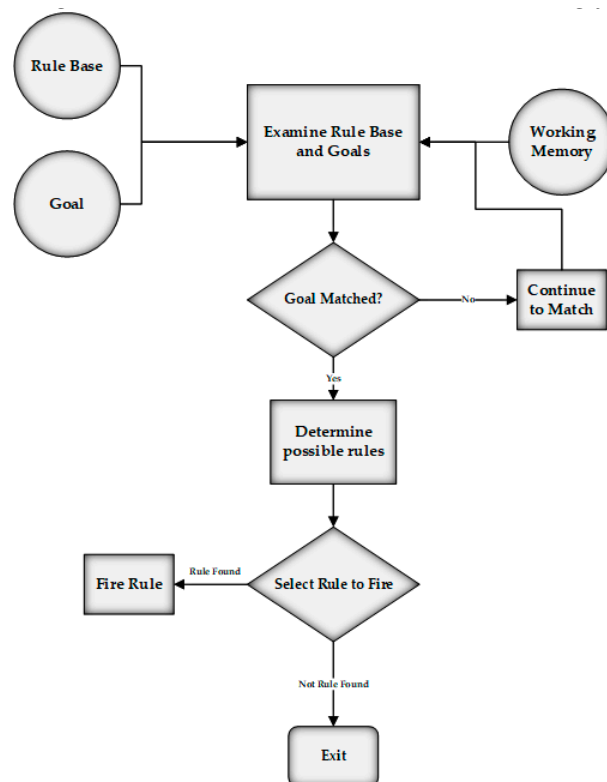 Rule Base
Examine Rule Base
and Goals
Working
Memory
Goal
Goal Matched?
No
Continue
to Match
Yes
Determine
possible rules
Fire Rule
Rule Found
Select Rule to Fire
Not Rule Found
Exit